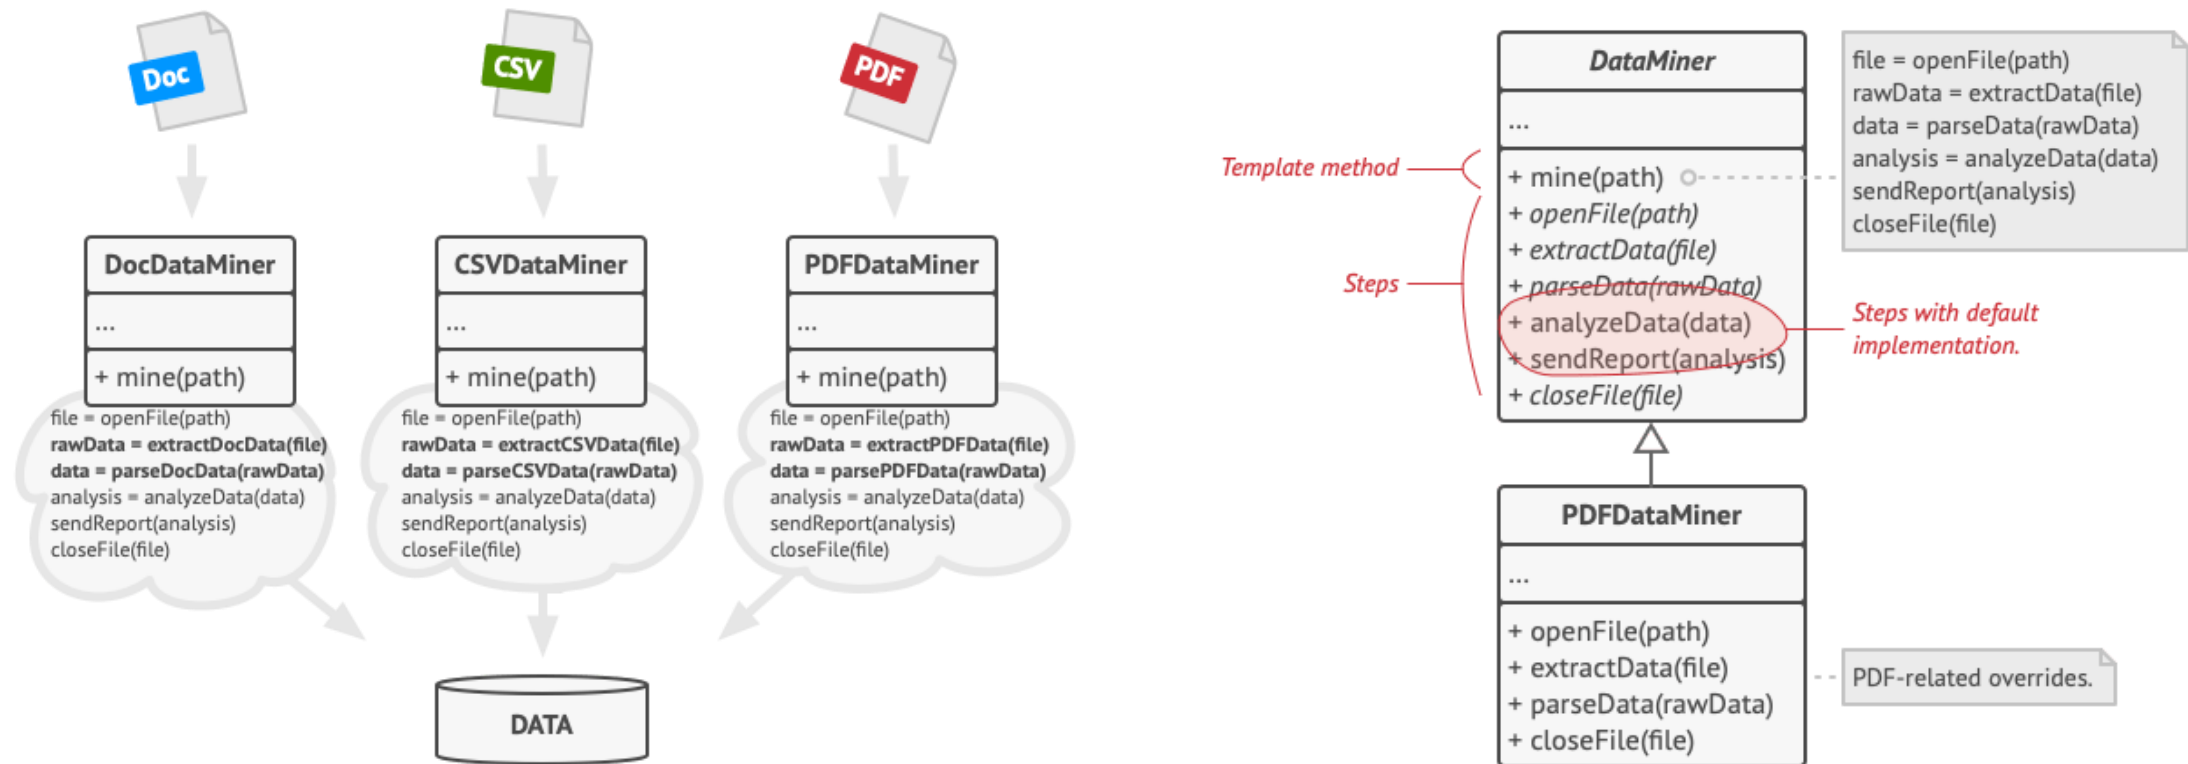 Doc
CSV
PDF
DocDataMiner
...
+ mine(path)
file = openFile(path)
rawData = extractDocData(file)
data = parseDocData(rawData)
analysis = analyzeData(data)
sendReport(analysis)
closeFile(file)
CSVDataMiner
...
+ mine(path)
file = openFile(path)
rawData = extractCSVData(file)
data = parseCSVData(rawData)
analysis = analyzeData(data)
sendReport(analysis)
closeFile(file)
PDFDataMiner
...
+ mine(path)
file = openFile(path)
rawData = extractPDFData(file)
data = parsePDFData(rawData)
analysis = analyzeData(data)
sendReport(analysis)
closeFile(file)
DATA
DataMiner
...
Template method
+ mine(path)
Steps
+ openFile(path)
+ extractData(file)
+ parseData(rawData)
+ analyzeData(data)
+ sendReport(analysis)
+ closeFile(file)
file = openFile(path)
rawData = extractData(file)
data = parseData(rawData)
analysis = analyzeData(data)
sendReport(analysis)
closeFile(file)
Steps with default
implementation.
PDFDataMiner
...
+ openFile(path)
+ extractData(file)
+ parseData(rawData)
+ closeFile(file)
PDF-related overrides.